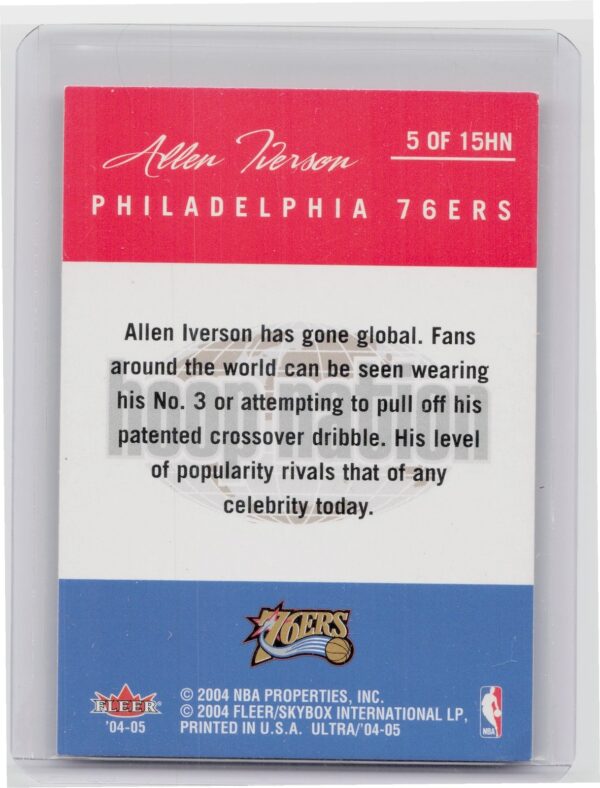 Allen Iverson
5 OF 15HN
PHILADELPHIA 76ERS
Allen Iverson has gone global. Fans
around the world can be seen wearing
his No. 3 or attempting to pull off his
patented crossover dribble. His level
of popularity rivals that of any
celebrity today.
hoop nation
76ERS
FLEER
'04-05
© 2004 NBA PROPERTIES, INC.
© 2004 FLEER/SKYBOX INTERNATIONAL LP,
PRINTED IN U.S.A. ULTRA/'04-05
NBA